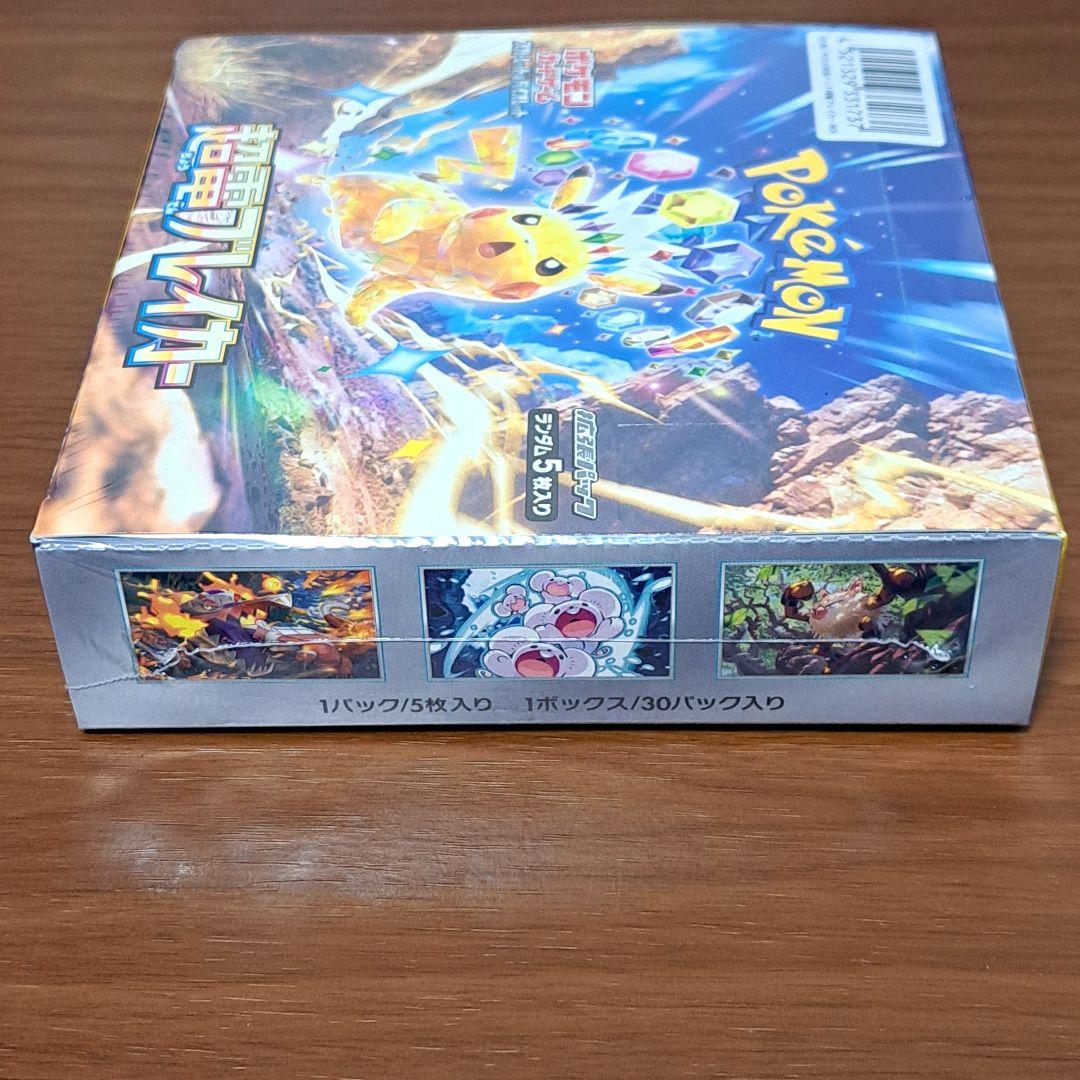 POKÉMON
ポケモン
カードゲーム
超電ブレイカー
拡張パック
ランダム5枚入り
1パック/5枚入り 1ボックス/30パック入り